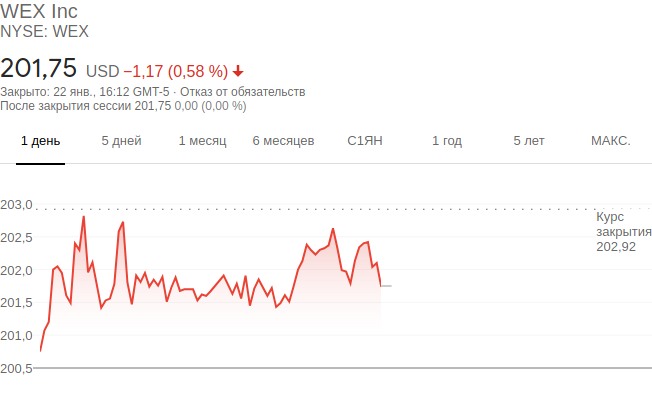 WEX Inc
NYSE: WEX
201,75 USD −1,17 (0,58 %)
Закрыто: 22 янв., 16:12 GMT-5 · Отказ от обязательств
После закрытия сессии 201,75 0,00 (0,00 %)
1 день 5 дней 1 месяц 6 месяцев С1ЯН 1 год 5 лет МАКС.
203,0
Курс
закрытия
202,92
202,5
202,0
201,5
201,0
200,5